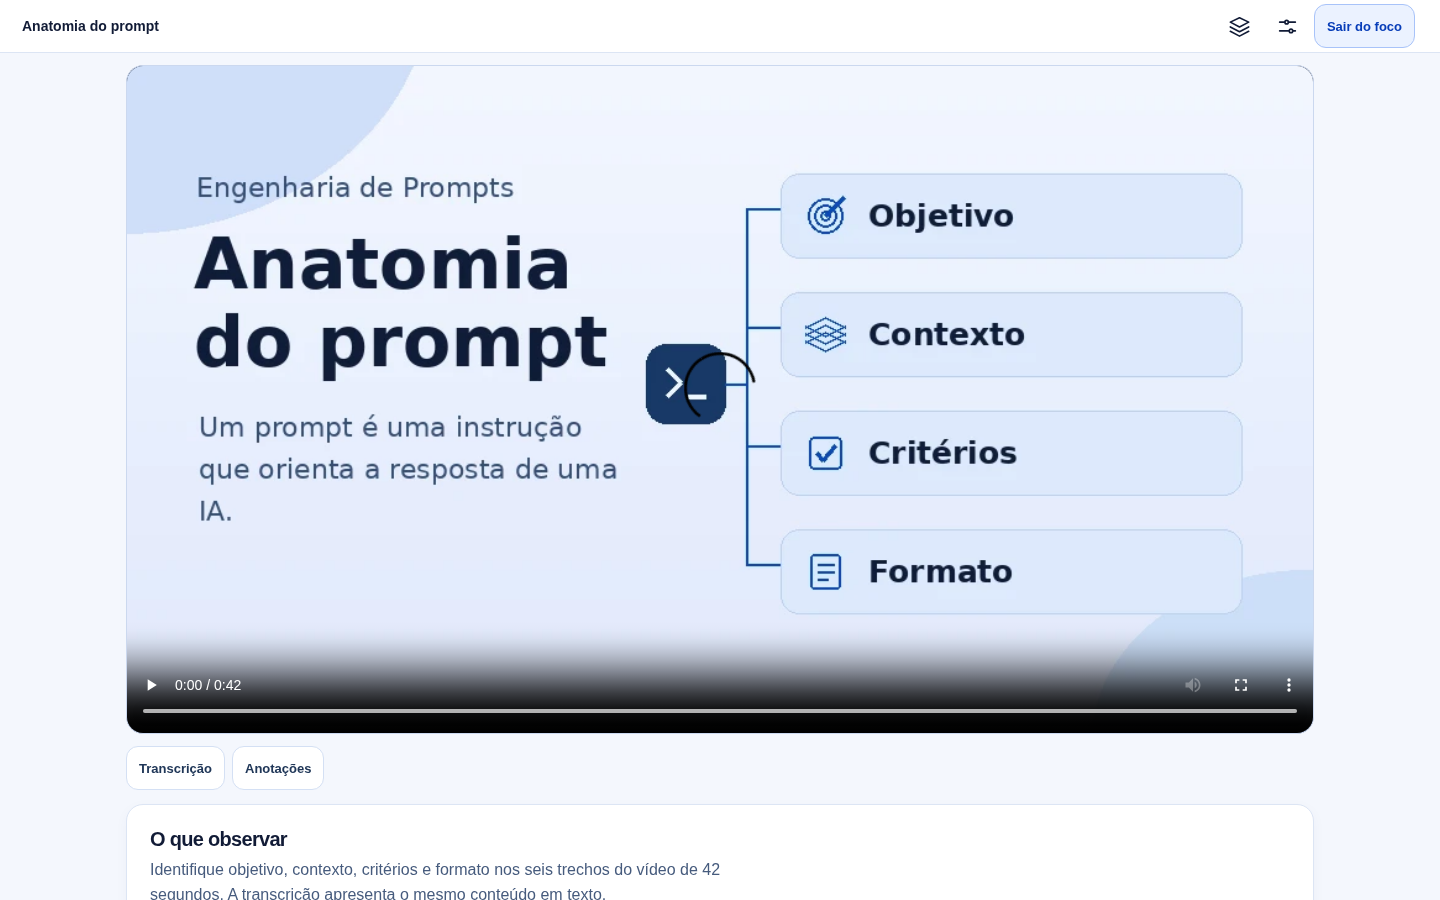 Anatomia do prompt
Sair do foco
Engenharia de Prompts
Anatomia
do prompt
Um prompt é uma instrução
que orienta a resposta de uma
IA.
Objetivo
Contexto
Critérios
Formato
0:00 / 0:42
Transcrição
Anotações
O que observar
Identifique objetivo, contexto, critérios e formato nos seis trechos do vídeo de 42
segundos. A transcrição apresenta o mesmo conteúdo em texto.